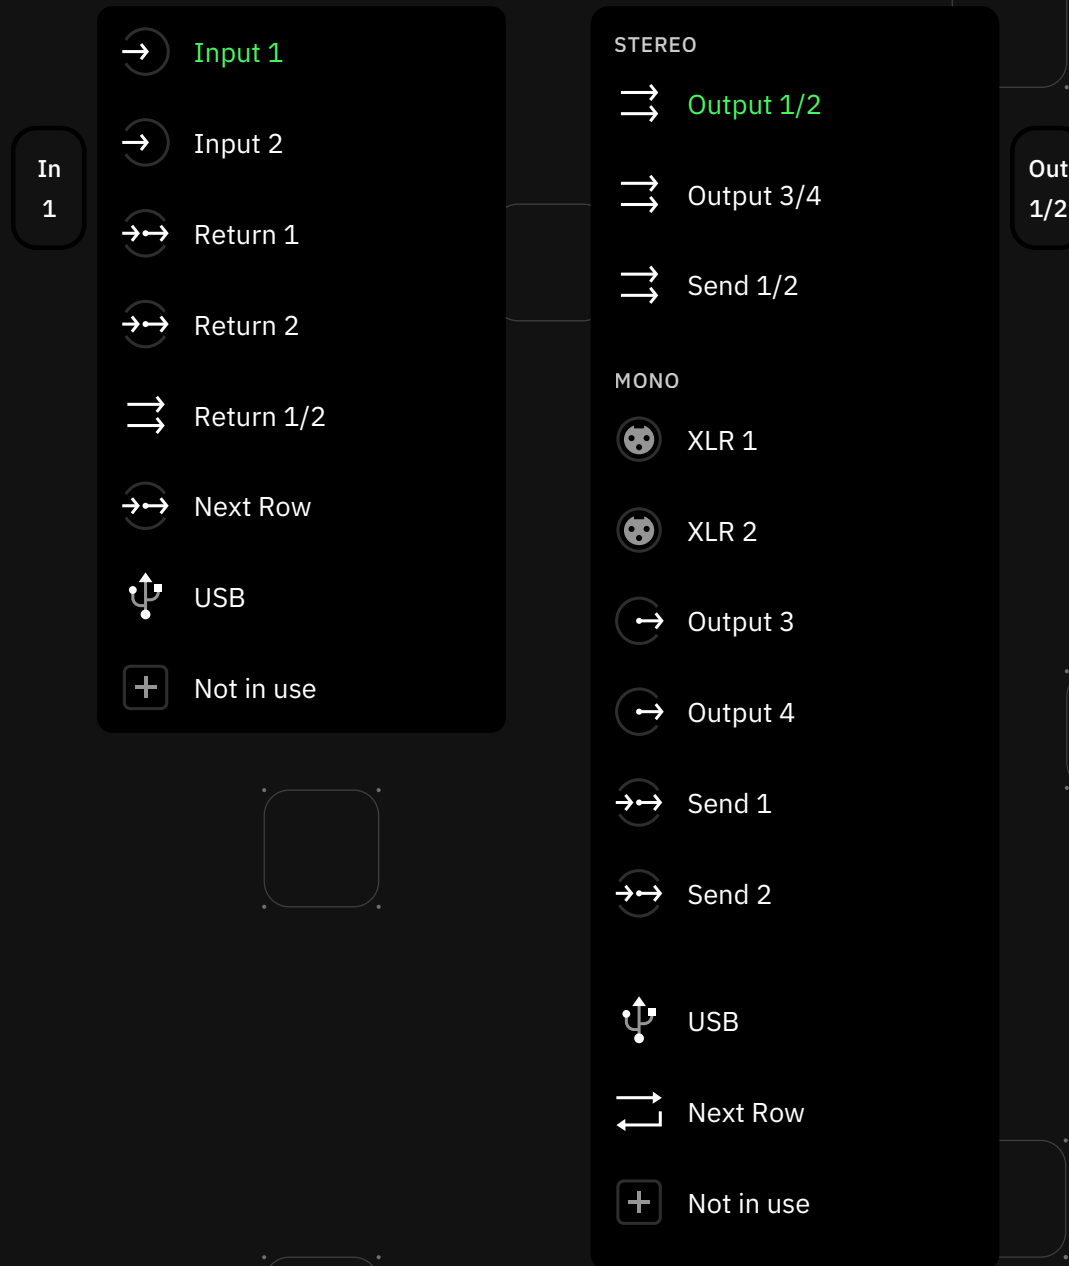 In
1
Input 1
Input 2
Return 1
Return 2
Return 1/2
Next Row
USB
Not in use
STEREO
Output 1/2
Output 3/4
Send 1/2
MONO
XLR 1
XLR 2
Output 3
Output 4
Send 1
Send 2
USB
Next Row
Not in use
Out
1/2